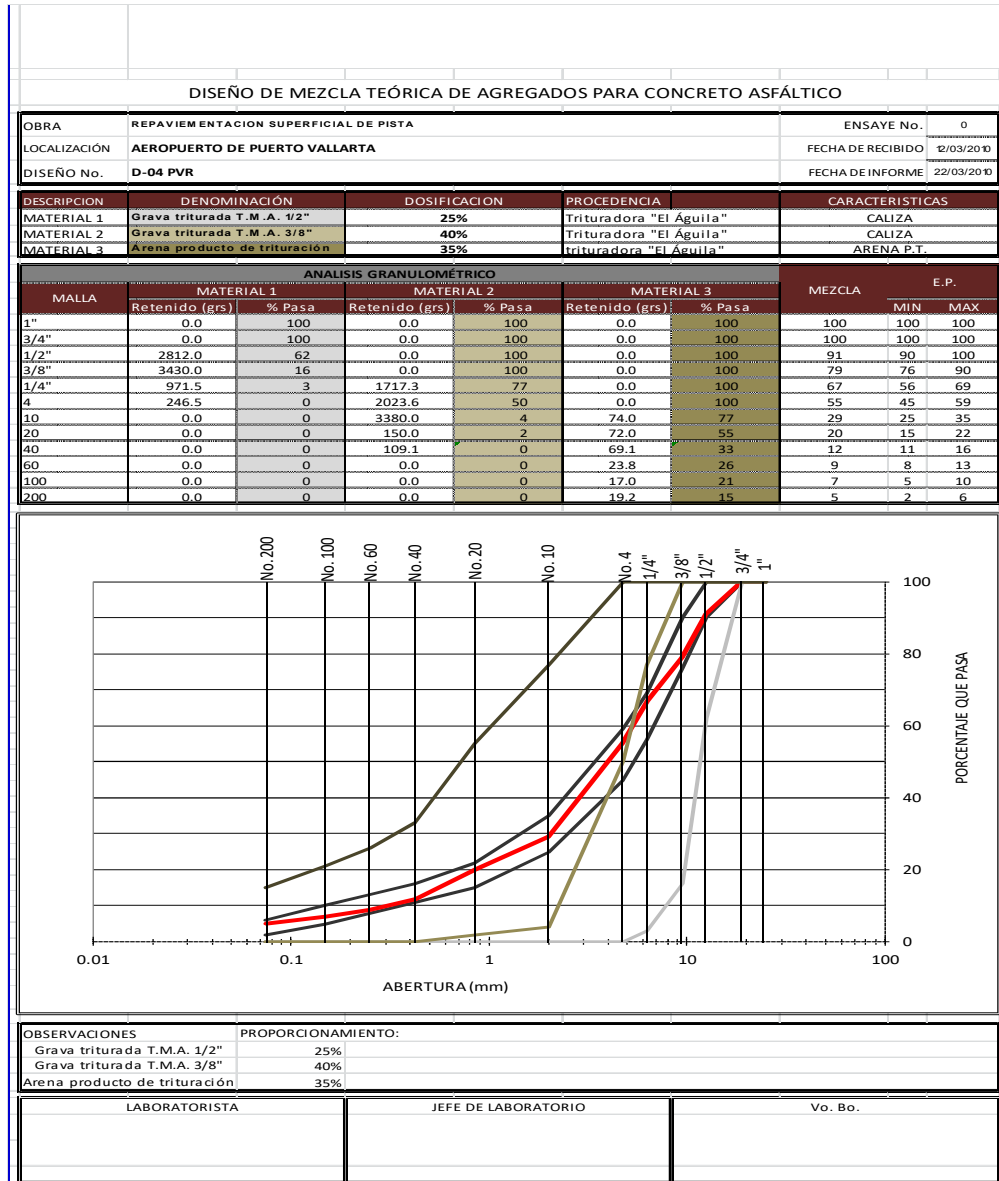 DISEÑO DE MEZCLA TEÓRICA DE AGREGADOS PARA CONCRETO ASFÁLTICO
OBRA REPAVIEMENTACION SUPERFICIAL DE PISTA ENSAYE No. 0
LOCALIZACIÓN AEROPUERTO DE PUERTO VALLARTA FECHA DE RECIBIDO 12/03/2010
DISEÑO No. D-04 PVR FECHA DE INFORME 22/03/2010
DESCRIPCION DENOMINACIÓN DOSIFICACION PROCEDENCIA CARACTERISTICAS
MATERIAL 1 Grava triturada T.M.A. 1/2" 25% Trituradora "El Águila" CALIZA
MATERIAL 2 Grava triturada T.M.A. 3/8" 40% Trituradora "El Águila" CALIZA
MATERIAL 3 Arena producto de trituración 35% trituradora "El Águila" ARENA P.T.
ANALISIS GRANULOMÉTRICO
MALLA MATERIAL 1 MATERIAL 2 MATERIAL 3 MEZCLA E.P.
Retenido (grs) % Pasa Retenido (grs) % Pasa Retenido (grs) % Pasa MIN MAX
1" 0.0 100 0.0 100 0.0 100 100 100 100
3/4" 0.0 100 0.0 100 0.0 100 100 100 100
1/2" 2812.0 62 0.0 100 0.0 100 91 90 100
3/8" 3430.0 16 0.0 100 0.0 100 79 76 90
1/4" 971.5 3 1717.3 77 0.0 100 67 56 69
4 246.5 0 2023.6 50 0.0 100 55 45 59
10 0.0 0 3380.0 4 74.0 77 29 25 35
20 0.0 0 150.0 2 72.0 55 20 15 22
40 0.0 0 109.1 0 69.1 33 12 11 16
60 0.0 0 0.0 0 23.8 26 9 8 13
100 0.0 0 0.0 0 17.0 21 7 5 10
200 0.0 0 0.0 0 19.2 15 5 2 6
No. 200 No. 100 No. 60 No. 40 No. 20 No. 10 No. 4 1/4" 3/8" 1/2" 3/4" 1"
100
80
60
40
20
0
PORCENTAJE QUE PASA
0.01 0.1 1 10 100
ABERTURA (mm)
OBSERVACIONES PROPORCIONAMIENTO:
Grava triturada T.M.A. 1/2" 25%
Grava triturada T.M.A. 3/8" 40%
Arena producto de trituración 35%
LABORATORISTA JEFE DE LABORATORIO Vo. Bo.